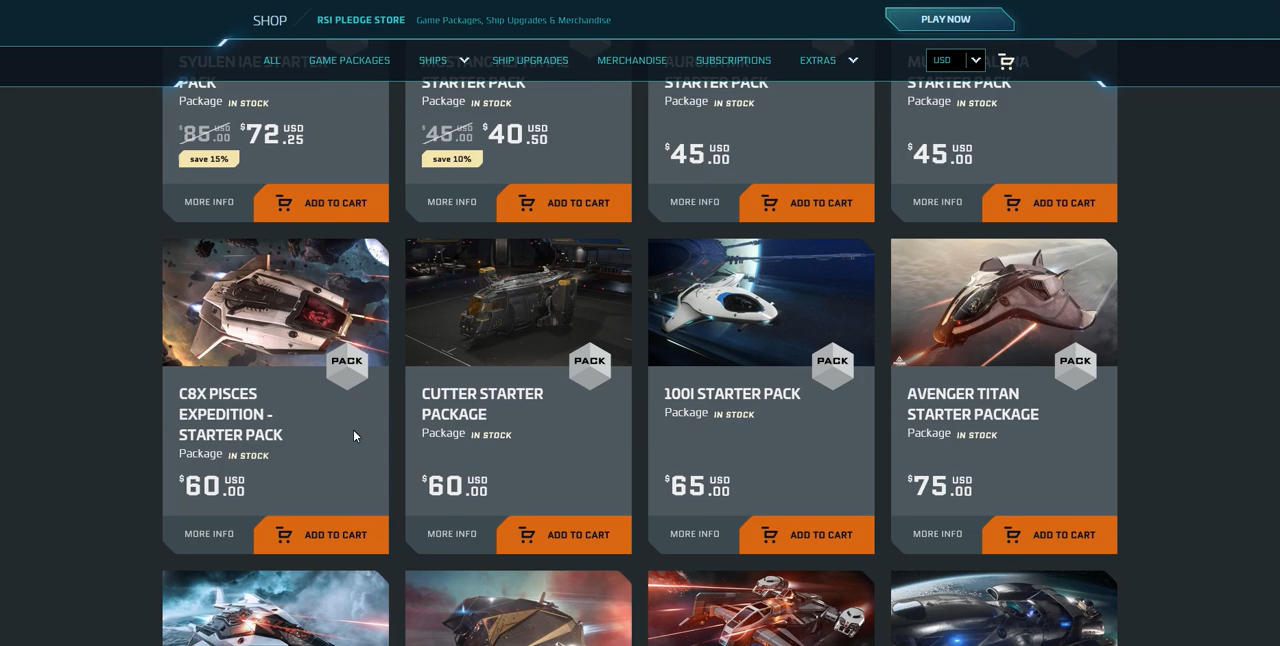 SHOP
RSI PLEDGE STORE Game Packages, Ship Upgrades & Merchandise
PLAY NOW
ALL GAME PACKAGES SHIPS SHIP UPGRADES MERCHANDISE SUBSCRIPTIONS EXTRAS USD
SYULEN IAE STARTER
PACK
Package IN STOCK
$85.00 USD $72.25 USD
save 15%
MORE INFO ADD TO CART
STARTER PACK
Package IN STOCK
$45.00 USD $40.50 USD
save 10%
MORE INFO ADD TO CART
STARTER PACK
Package IN STOCK
$45.00 USD
MORE INFO ADD TO CART
STARTER PACK
Package IN STOCK
$45.00 USD
MORE INFO ADD TO CART
PACK
C8X PISCES
EXPEDITION -
STARTER PACK
Package IN STOCK
$60.00 USD
MORE INFO ADD TO CART
PACK
CUTTER STARTER
PACKAGE
Package IN STOCK
$60.00 USD
MORE INFO ADD TO CART
PACK
100I STARTER PACK
Package IN STOCK
$65.00 USD
MORE INFO ADD TO CART
PACK
AVENGER TITAN
STARTER PACKAGE
Package IN STOCK
$75.00 USD
MORE INFO ADD TO CART